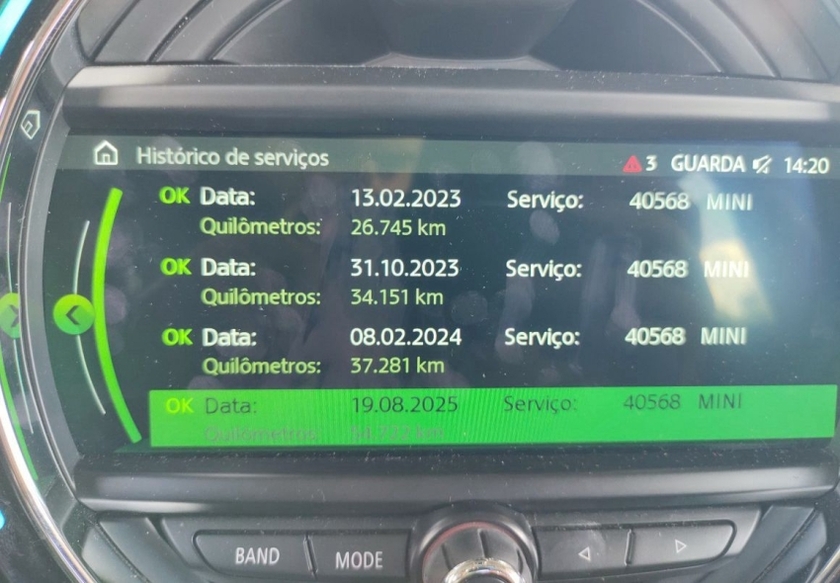 Histórico de serviços 3 GUARDA 14:20
OK Data: 13.02.2023 Serviço: 40568 MINI
Quilômetros: 26.745 km
OK Data: 31.10.2023 Serviço: 40568 MINI
Quilômetros: 34.151 km
OK Data: 08.02.2024 Serviço: 40568 MINI
Quilômetros: 37.281 km
OK Data: 19.08.2025 Serviço: 40568 MINI
Quilômetros: km
BAND MODE